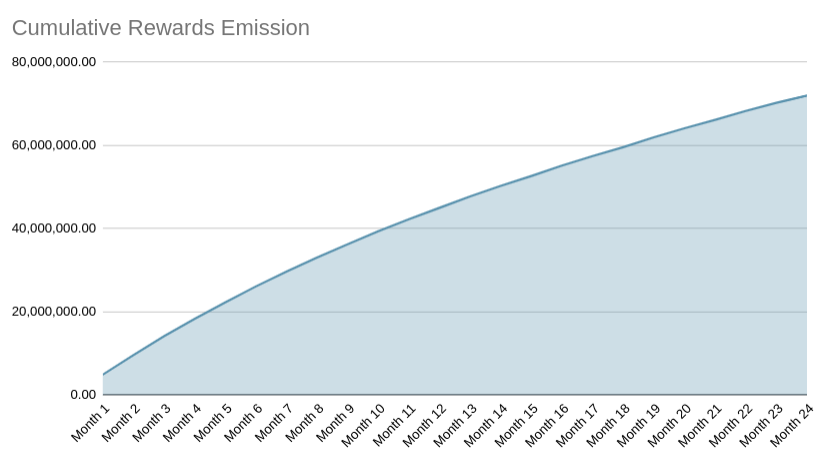 Cumulative Rewards Emission
80,000,000.00
60,000,000.00
40,000,000.00
20,000,000.00
0.00
Month 1
Month 2
Month 3
Month 4
Month 5
Month 6
Month 7
Month 8
Month 9
Month 10
Month 11
Month 12
Month 13
Month 14
Month 15
Month 16
Month 17
Month 18
Month 19
Month 20
Month 21
Month 22
Month 23
Month 24